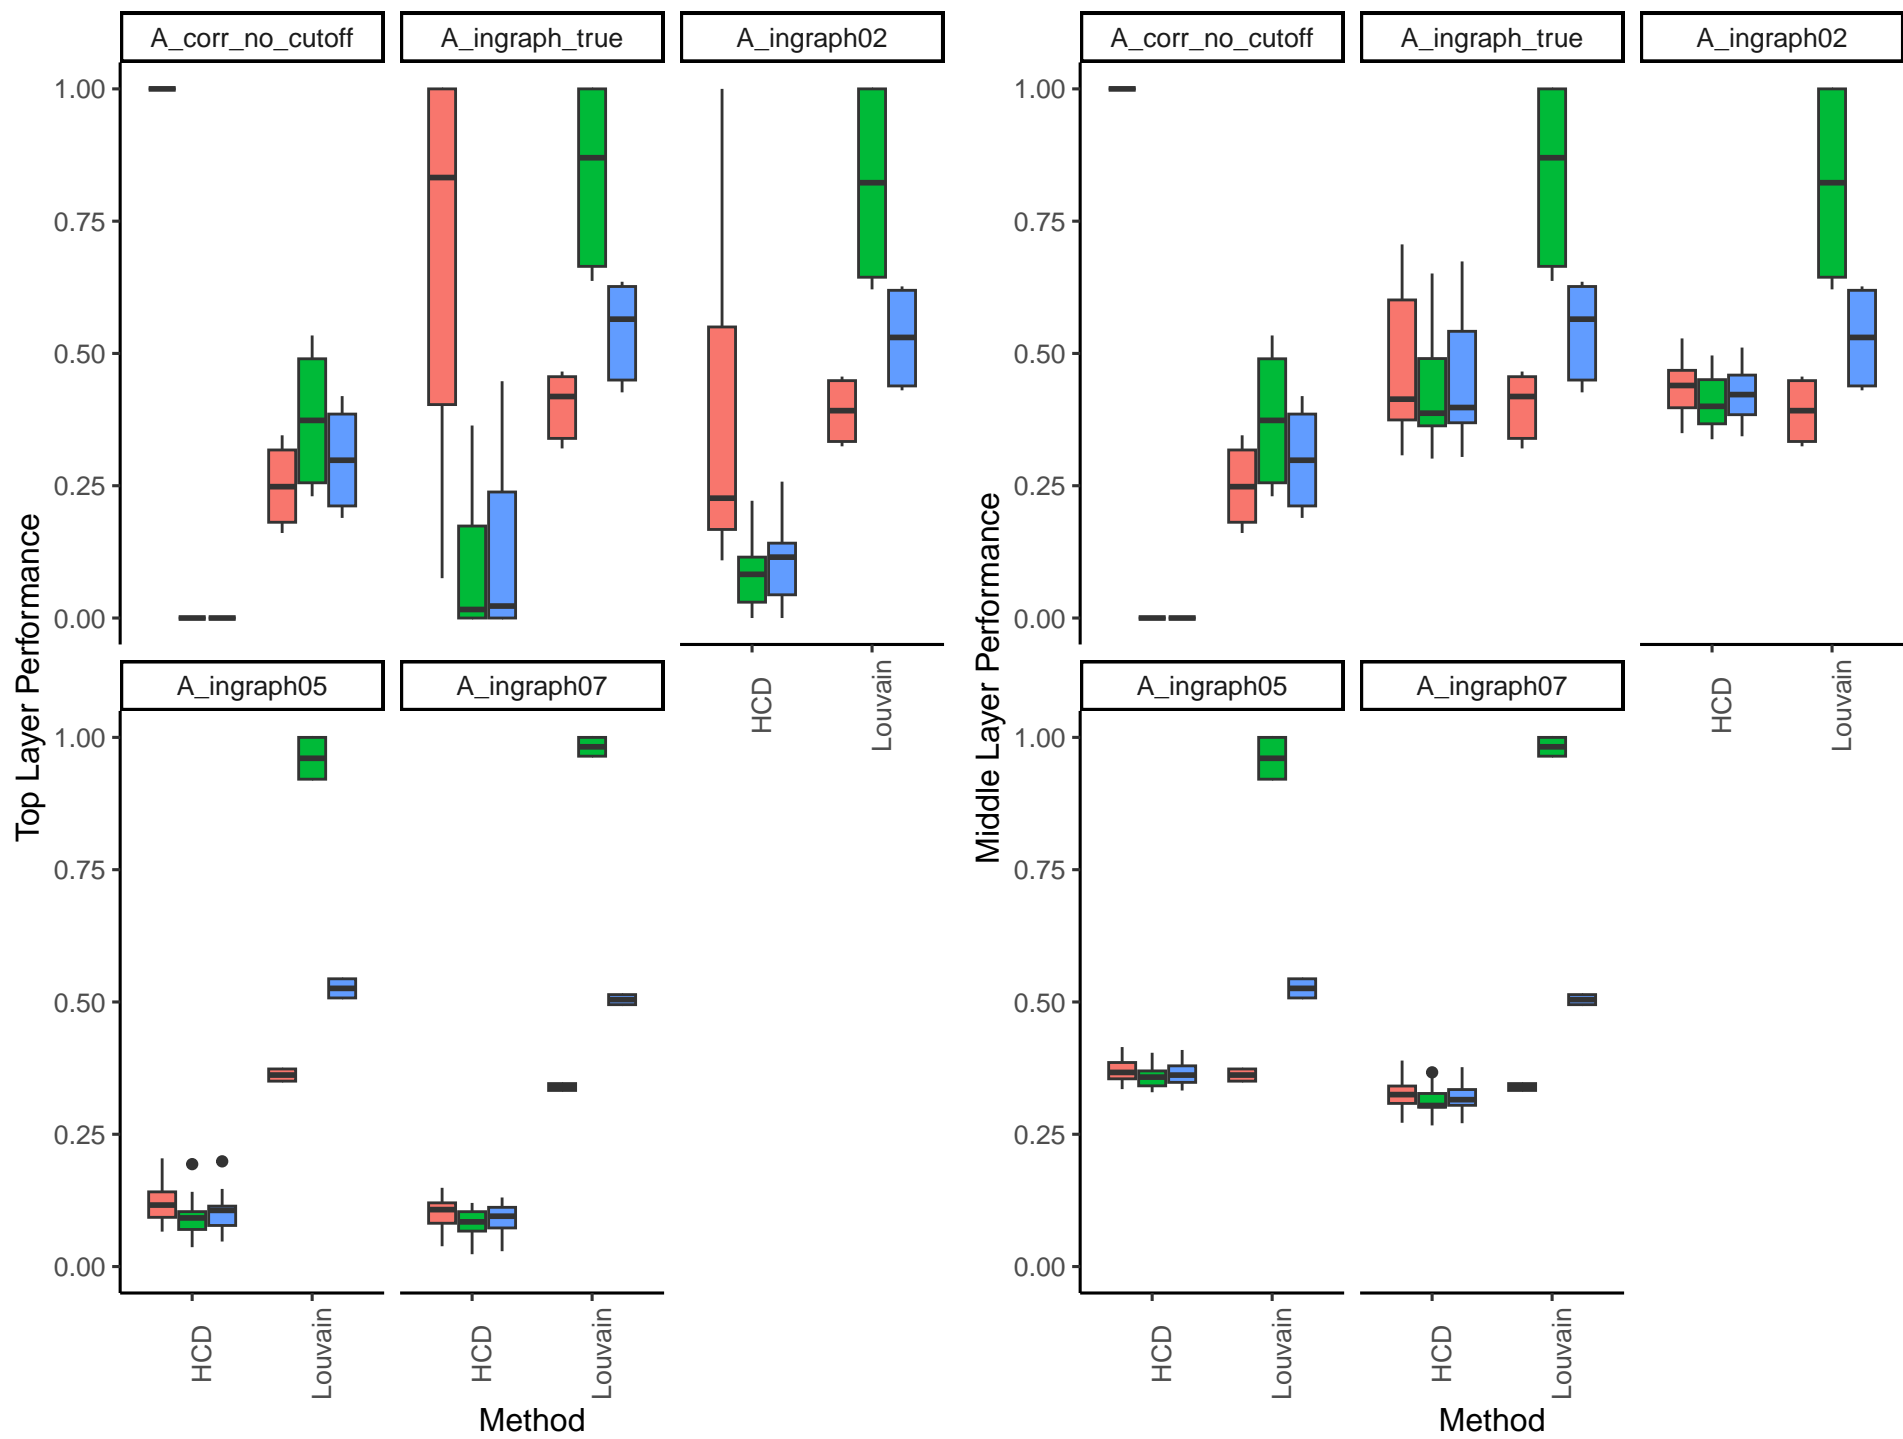 A_corr_no_cutoff A_ingraph_true A_ingraph02
1.00
0.75
0.50
0.25
0.00
HCD
Louvain
A_ingraph05 A_ingraph07
1.00
0.75
0.50
0.25
0.00
HCD
Louvain
HCD
Louvain
Top Layer Performance
Method
A_corr_no_cutoff A_ingraph_true A_ingraph02
1.00
0.75
0.50
0.25
0.00
HCD
Louvain
A_ingraph05 A_ingraph07
1.00
0.75
0.50
0.25
0.00
HCD
Louvain
HCD
Louvain
Middle Layer Performance
Method